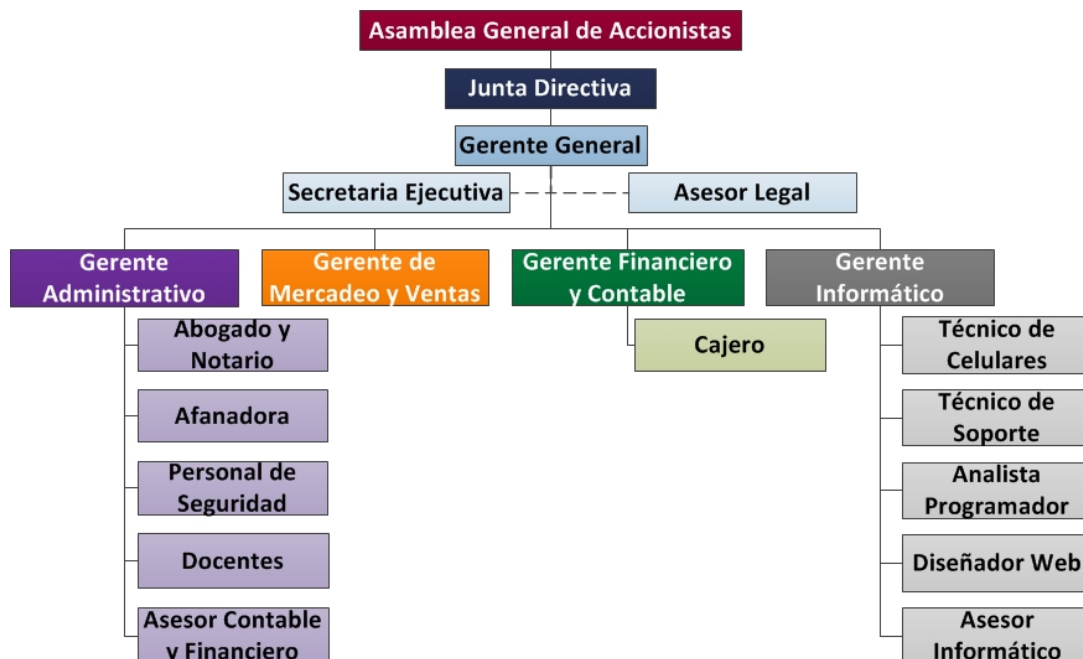 Asamblea General de Accionistas
Junta Directiva
Gerente General
Secretaria Ejecutiva
Asesor Legal
Gerente
Administrativo
Gerente de
Mercadeo y Ventas
Gerente Financiero
y Contable
Gerente
Informático
Abogado y
Notario
Afanadora
Personal de
Seguridad
Docentes
Asesor Contable
y Financiero
Cajero
Técnico de
Celulares
Técnico de
Soporte
Analista
Programador
Diseñador Web
Asesor
Informático